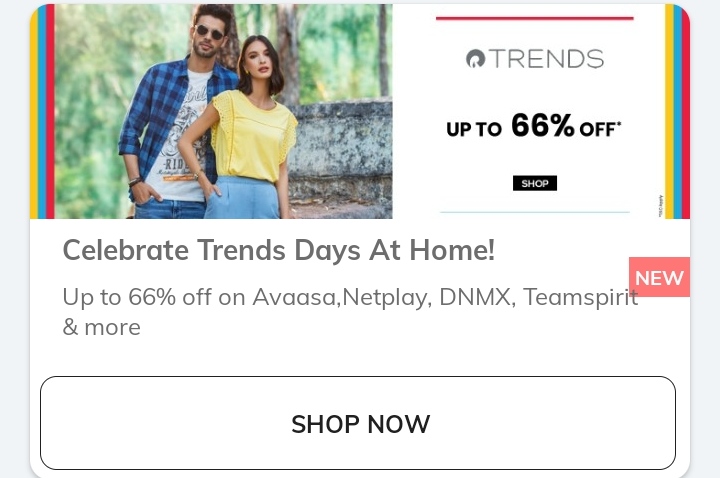 TRENDS
UP TO 66% OFF*
SHOP
Celebrate Trends Days At Home!
NEW
Up to 66% off on Avaasa,Netplay, DNMX, Teamspirit
& more
SHOP NOW